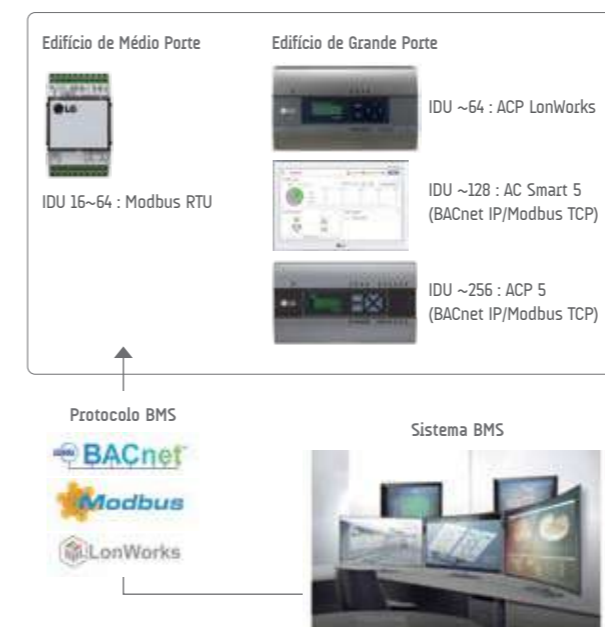 Edifício de Médio Porte
LG
IDU 16~64 : Modbus RTU
Edifício de Grande Porte
IDU ~64 : ACP LonWorks
IDU ~128 : AC Smart 5
(BACnet IP/Modbus TCP)
IDU ~256 : ACP 5
(BACnet IP/Modbus TCP)
Protocolo BMS
BACnet
Modbus
LonWorks
Sistema BMS